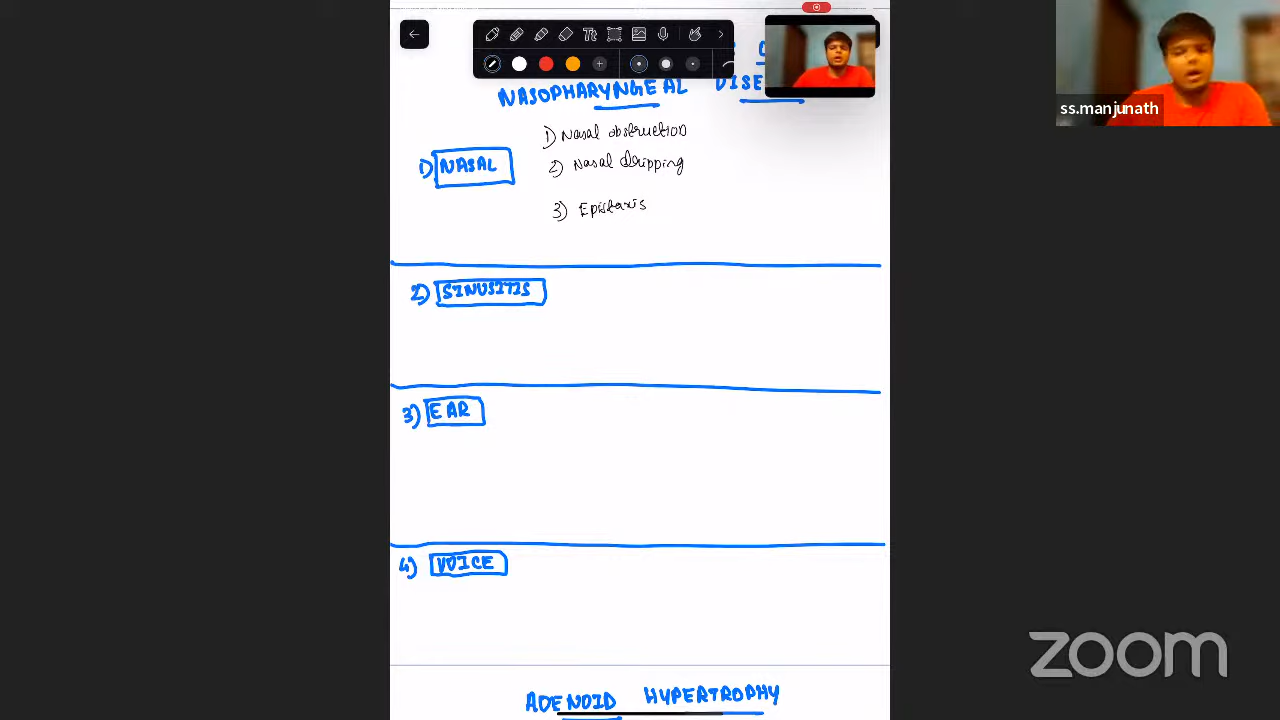 ss.manjunath
NASOPHARYNGEAL
1) Nasal obstruction
1) NASAL
2) Nasal dripping
3) Epistaxis
2) SINUSITIS
3) EAR
4) VOICE
zoom
ADENOID HYPERTROPHY